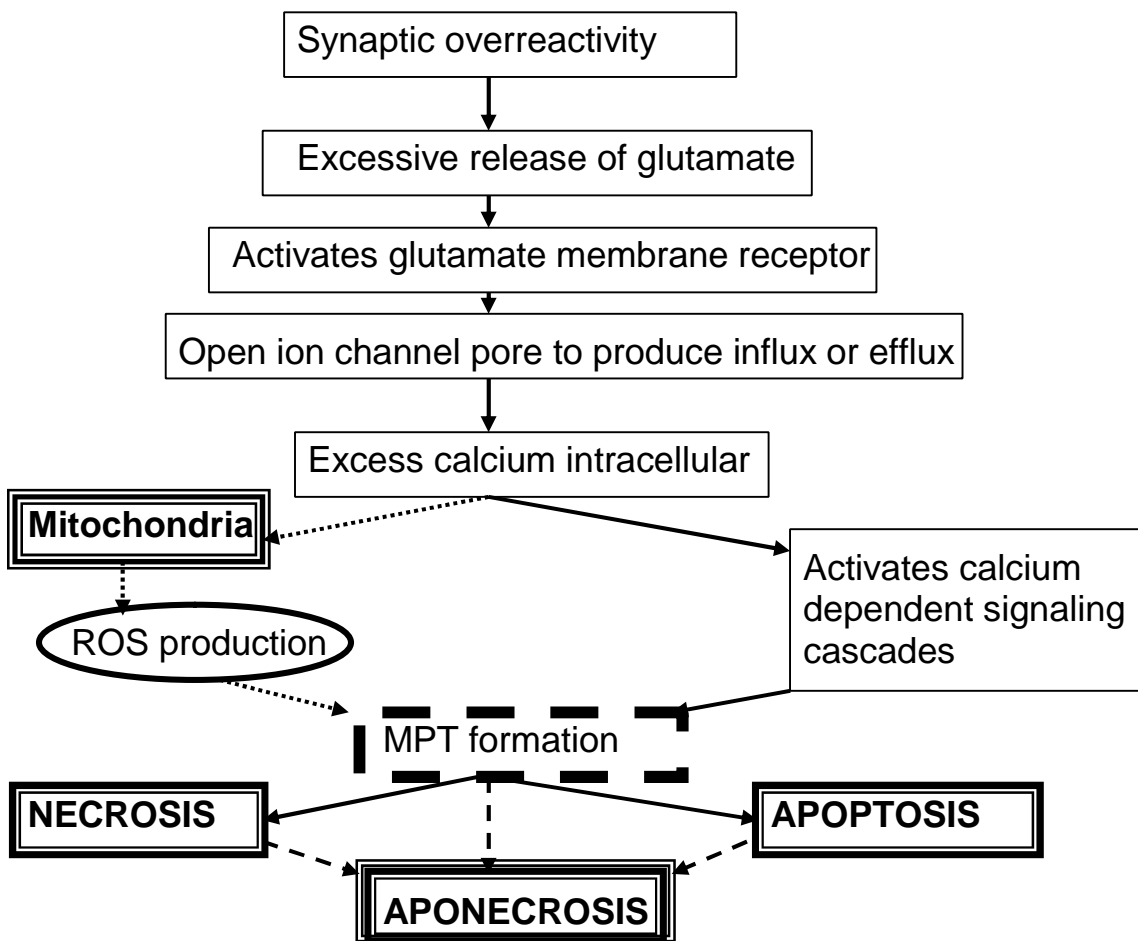 Synaptic overreactivity
Excessive release of glutamate
Activates glutamate membrane receptor
Open ion channel pore to produce influx or efflux
Excess calcium intracellular
Mitochondria
Activates calcium
dependent signaling
cascades
ROS production
MPT formation
NECROSIS
APOPTOSIS
APONECROSIS